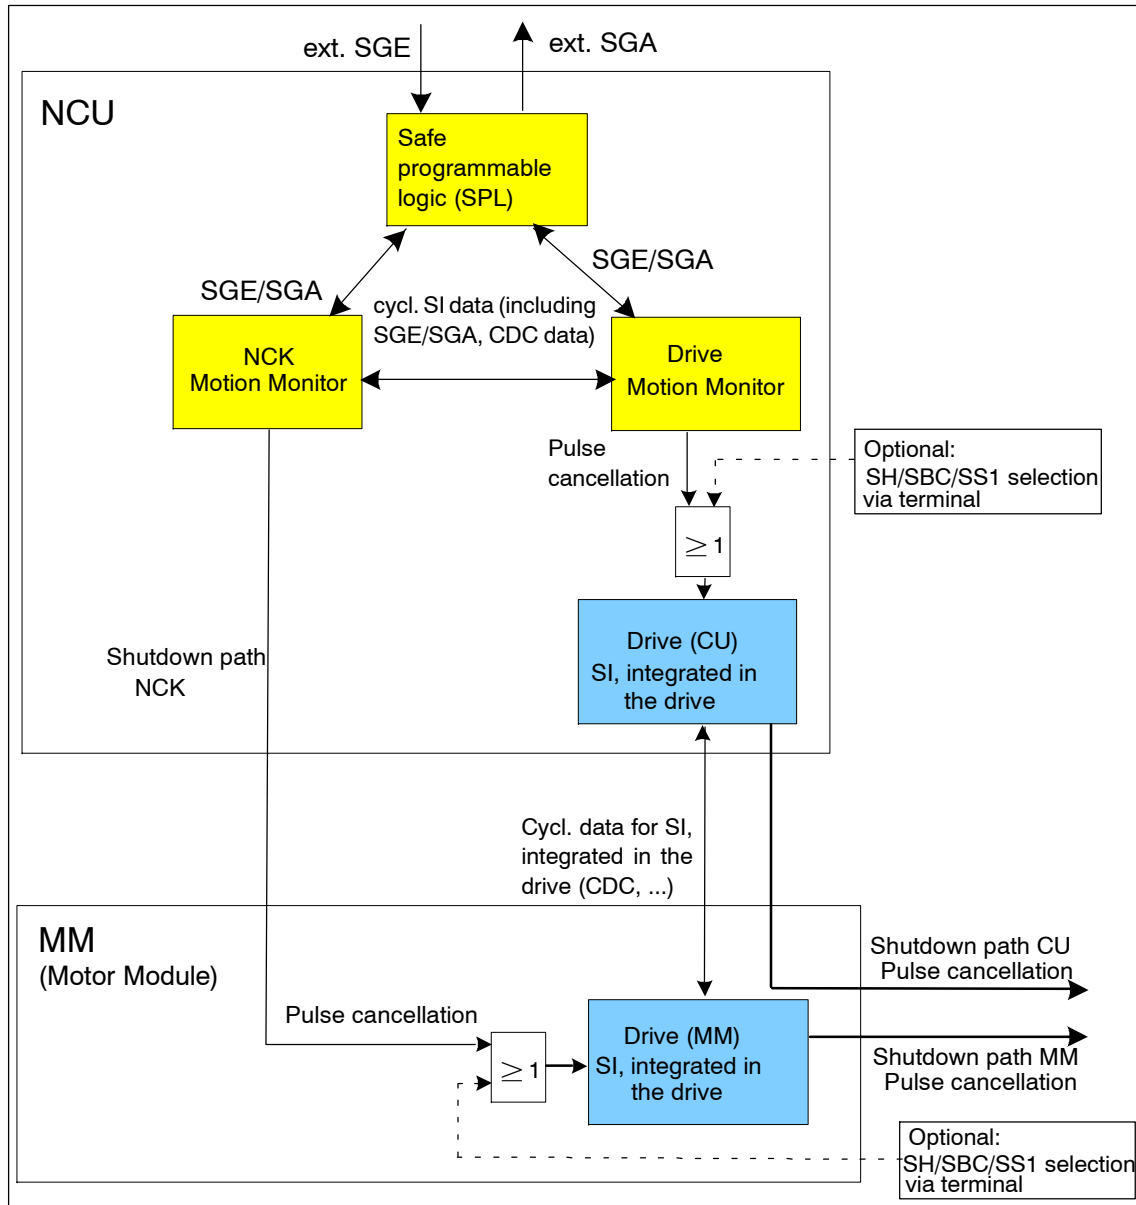 ext. SGE
ext. SGA
NCU
Safe
programmable
logic (SPL)
SGE/SGA
SGE/SGA
cycl. SI data (including
SGE/SGA, CDC data)
NCK
Motion Monitor
Drive
Motion Monitor
Pulse
cancellation
Optional:
SH/SBC/SS1 selection
via terminal
≥ 1
Drive (CU)
SI, integrated in
the drive
Shutdown path
NCK
Cycl. data for SI,
integrated in the
drive (CDC, ...)
MM
(Motor Module)
Shutdown path CU
Pulse cancellation
Pulse cancellation
≥ 1
Drive (MM)
SI, integrated in
the drive
Shutdown path MM
Pulse cancellation
Optional:
SH/SBC/SS1 selection
via terminal